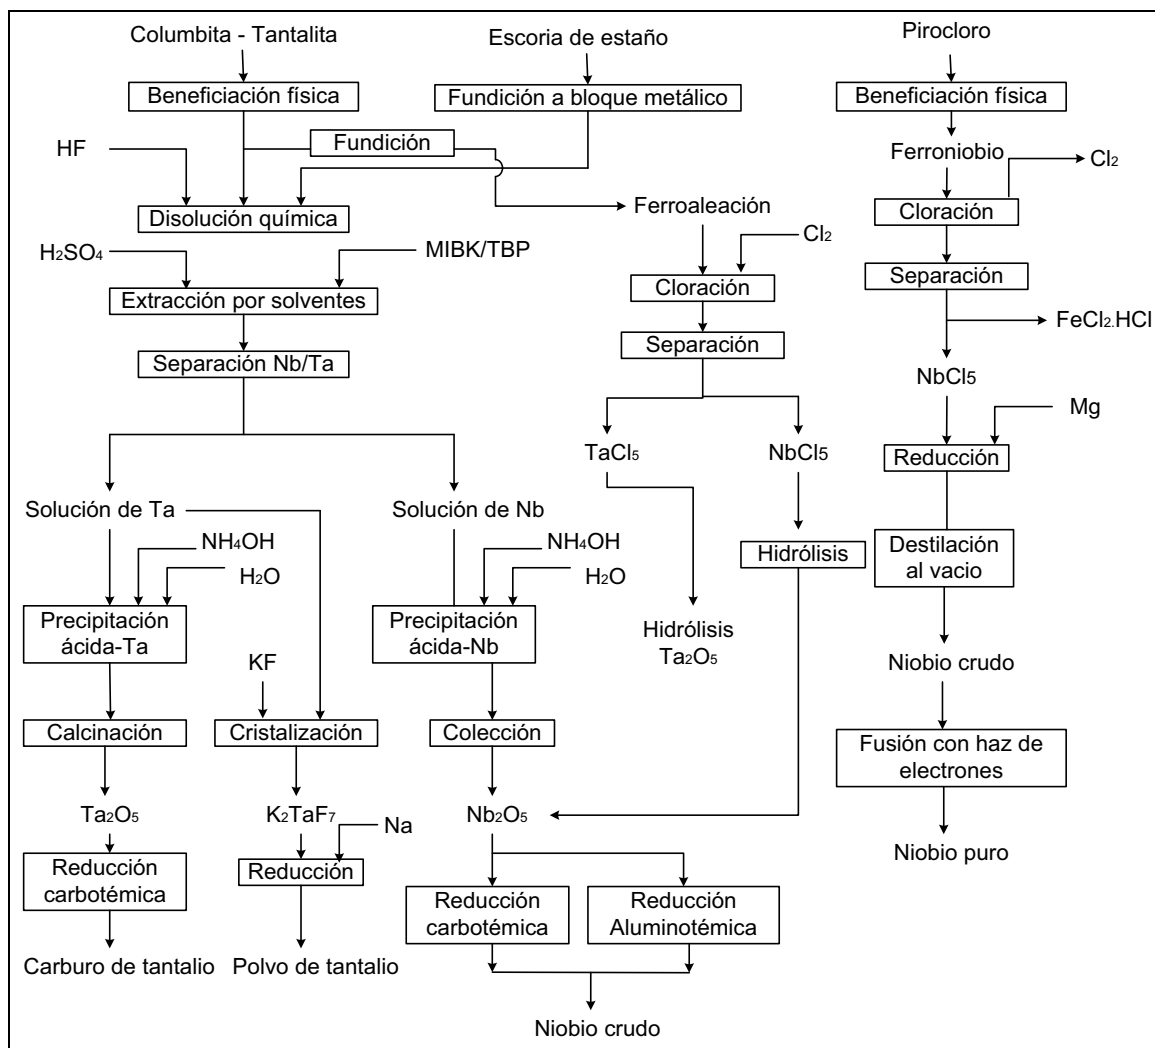 Columbita - Tantalita
Escoria de estaño
Pirocloro
Beneficiación física
Fundición a bloque metálico
Beneficiación física
HF
Fundición
Ferroniobio
Cl2
Disolución química
Ferroaleación
Cloración
H2SO4
MIBK/TBP
Cl2
Extracción por solventes
Cloración
Separación
Separación Nb/Ta
Separación
FeCl2.HCl
NbCl5
Mg
TaCl5
NbCl5
Reducción
Solución de Ta
Solución de Nb
NH4OH
H2O
NH4OH
H2O
Hidrólisis
Destilación
al vacio
Precipitación
ácida-Ta
Precipitación
ácida-Nb
Hidrólisis
Ta2O5
KF
Niobio crudo
Calcinación
Cristalización
Colección
Fusión con haz de
electrones
Ta2O5
K2TaF7
Na
Nb2O5
Niobio puro
Reducción
carbotémica
Reducción
Reducción
carbotémica
Reducción
Aluminotémica
Carburo de tantalio
Polvo de tantalio
Niobio crudo